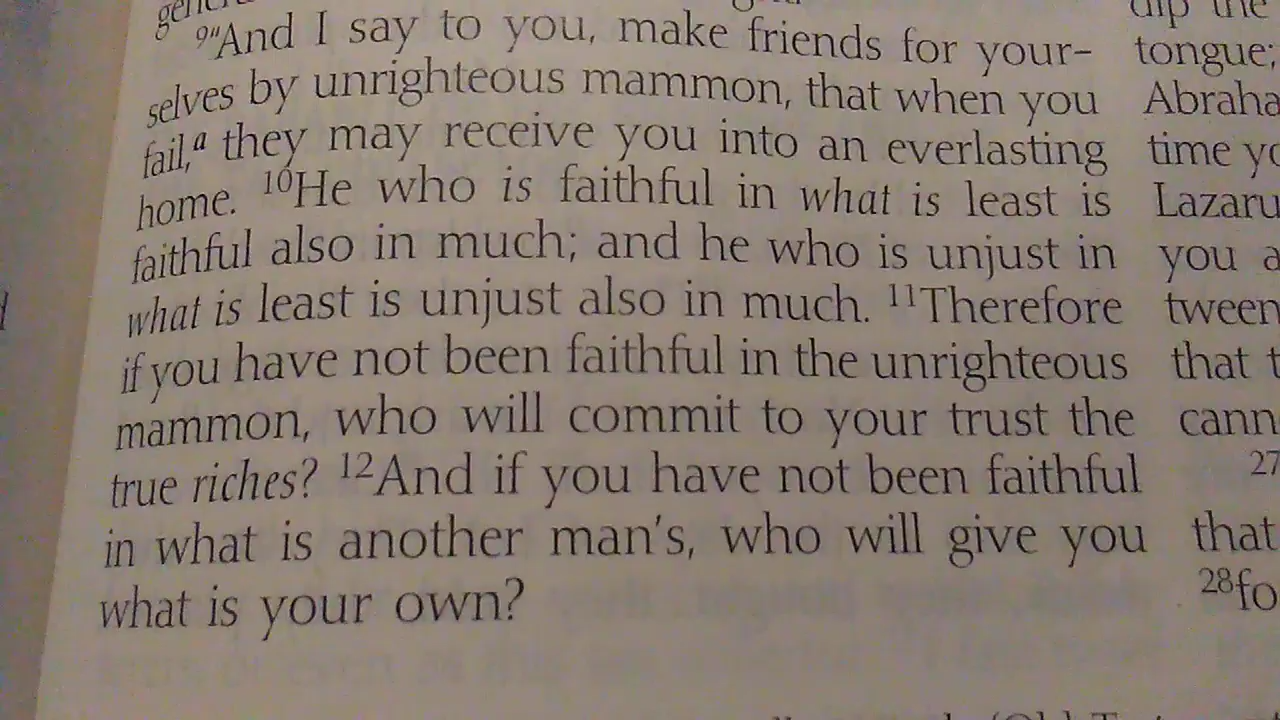 ⁹"And I say to you, make friends for your-
selves by unrighteous mammon, that when you
fail,ᵃ they may receive you into an everlasting
home. ¹⁰He who is faithful in what is least is
faithful also in much; and he who is unjust in
what is least is unjust also in much. ¹¹Therefore
if you have not been faithful in the unrighteous
mammon, who will commit to your trust the
true riches? ¹²And if you have not been faithful
in what is another man's, who will give you
what is your own?
dip the
tongue;
Abraha
time yo
Lazaru
you a
tween
that t
cann
27
that
²⁸fo